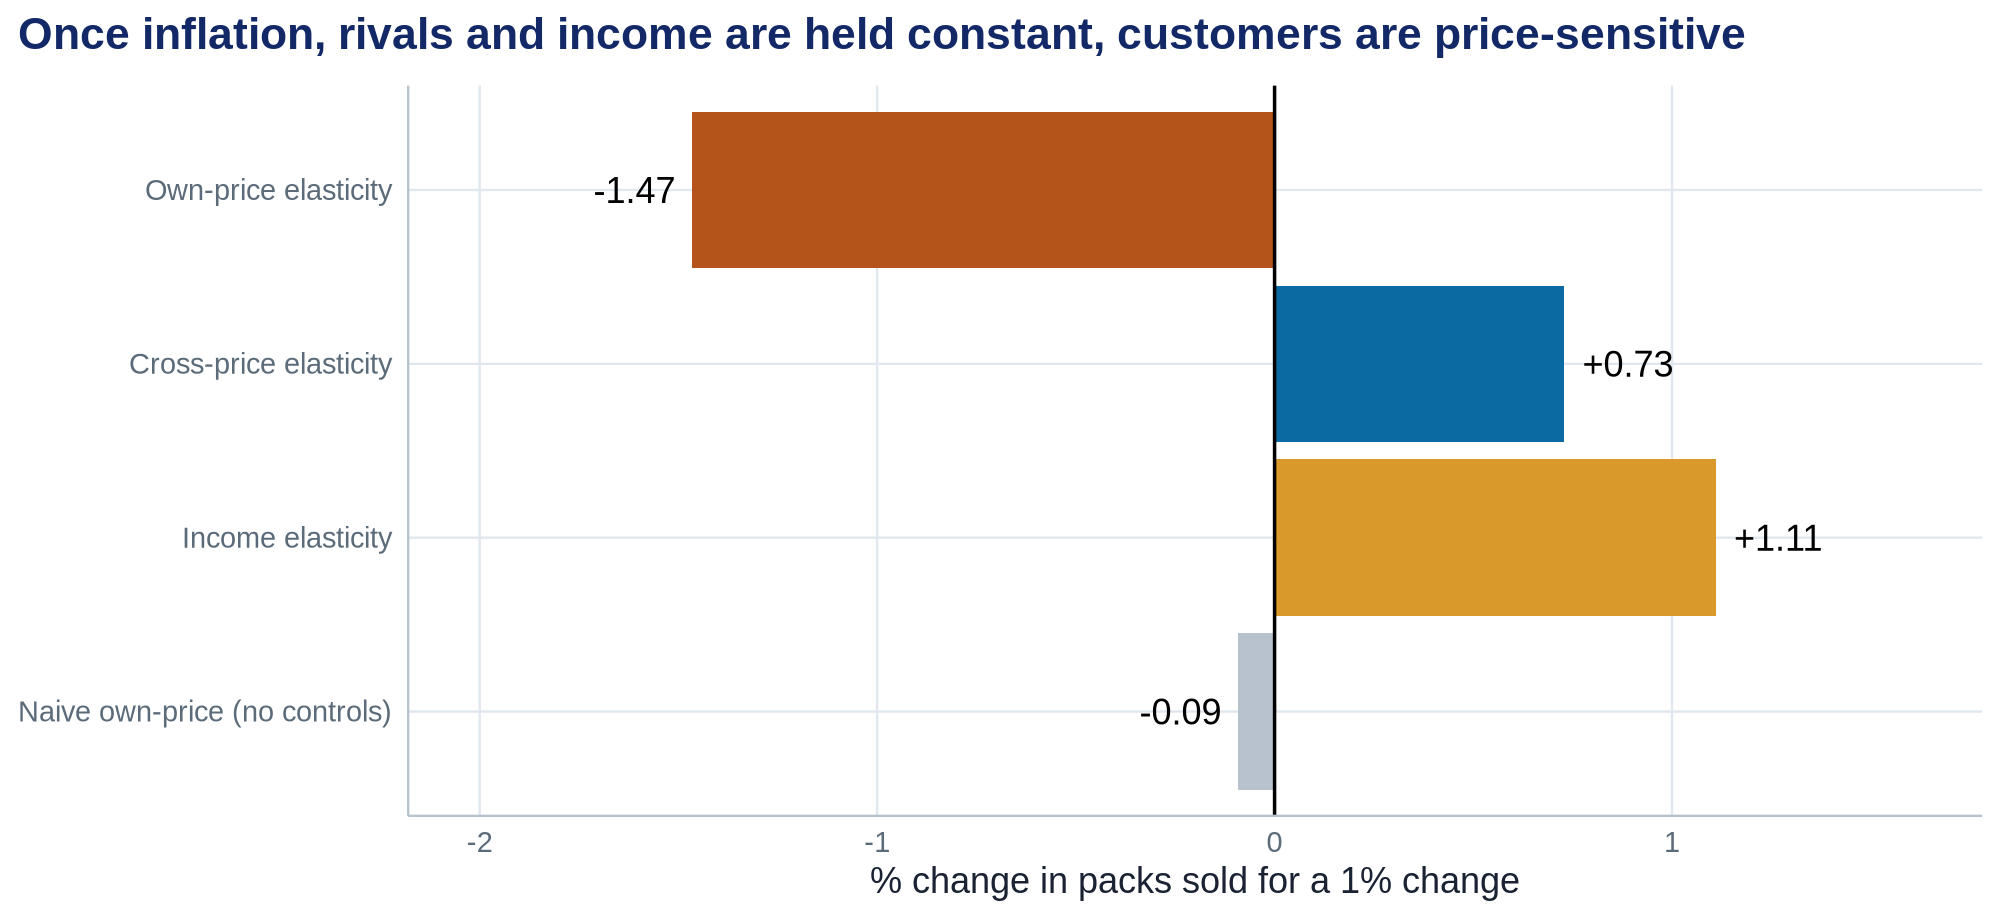 Once inflation, rivals and income are held constant, customers are price-sensitive
Own-price elasticity
-1.47
Cross-price elasticity
+0.73
Income elasticity
+1.11
Naive own-price (no controls)
-0.09
-2
-1
0
1
% change in packs sold for a 1% change